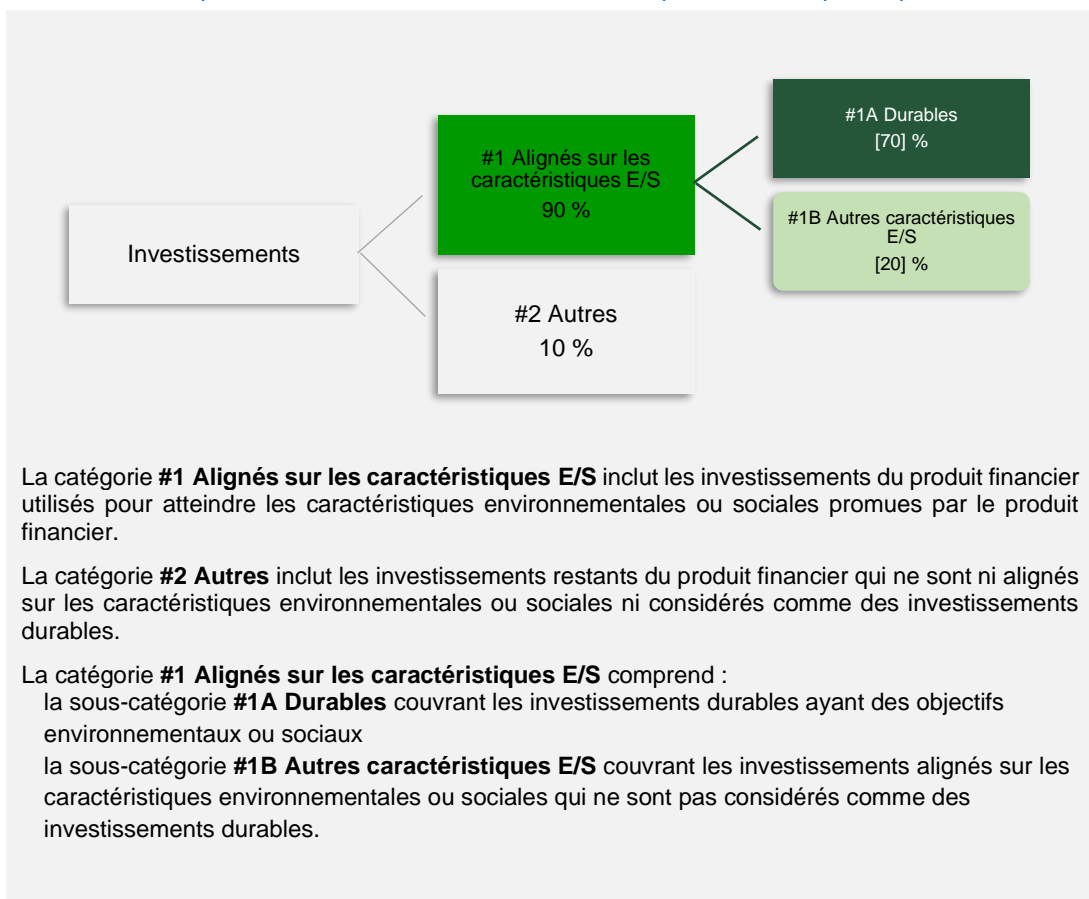 #1A Durables
[70] %
#1 Alignés sur les
caractéristiques E/S
90 %
#1B Autres caractéristiques
E/S
[20] %
Investissements
#2 Autres
10 %
La catégorie #1 Alignés sur les caractéristiques E/S inclut les investissements du produit financier
utilisés pour atteindre les caractéristiques environnementales ou sociales promues par le produit
financier.
La catégorie #2 Autres inclut les investissements restants du produit financier qui ne sont ni alignés
sur les caractéristiques environnementales ou sociales ni considérés comme des investissements
durables.
La catégorie #1 Alignés sur les caractéristiques E/S comprend :
la sous-catégorie #1A Durables couvrant les investissements durables ayant des objectifs
environnementaux ou sociaux
la sous-catégorie #1B Autres caractéristiques E/S couvrant les investissements alignés sur les
caractéristiques environnementales ou sociales qui ne sont pas considérés comme des
investissements durables.